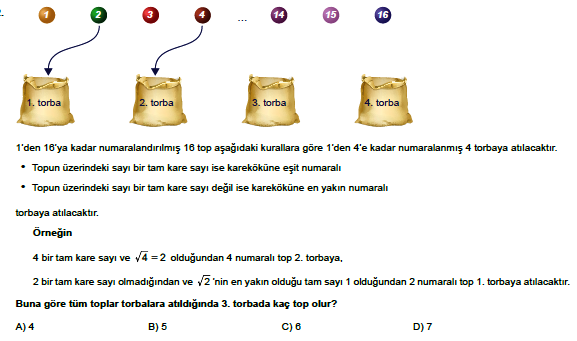 1 2 3 4 ... 14 15 16
1. torba 2. torba 3. torba 4. torba
1'den 16'ya kadar numaralandırılmış 16 top aşağıdaki kurallara göre 1'den 4'e kadar numaralanmış 4 torbaya atılacaktır.
• Topun üzerindeki sayı bir tam kare sayı ise kareköküne eşit numaralı
• Topun üzerindeki sayı bir tam kare sayı değil ise kareköküne en yakın numaralı
torbaya atılacaktır.
Örneğin
4 bir tam kare sayı ve √4 = 2 olduğundan 4 numaralı top 2. torbaya,
2 bir tam kare sayı olmadığından ve √2 'nin en yakın olduğu tam sayı 1 olduğundan 2 numaralı top 1. torbaya atılacaktır.
Buna göre tüm toplar torbalara atıldığında 3. torbada kaç top olur?
A) 4 B) 5 C) 6 D) 7